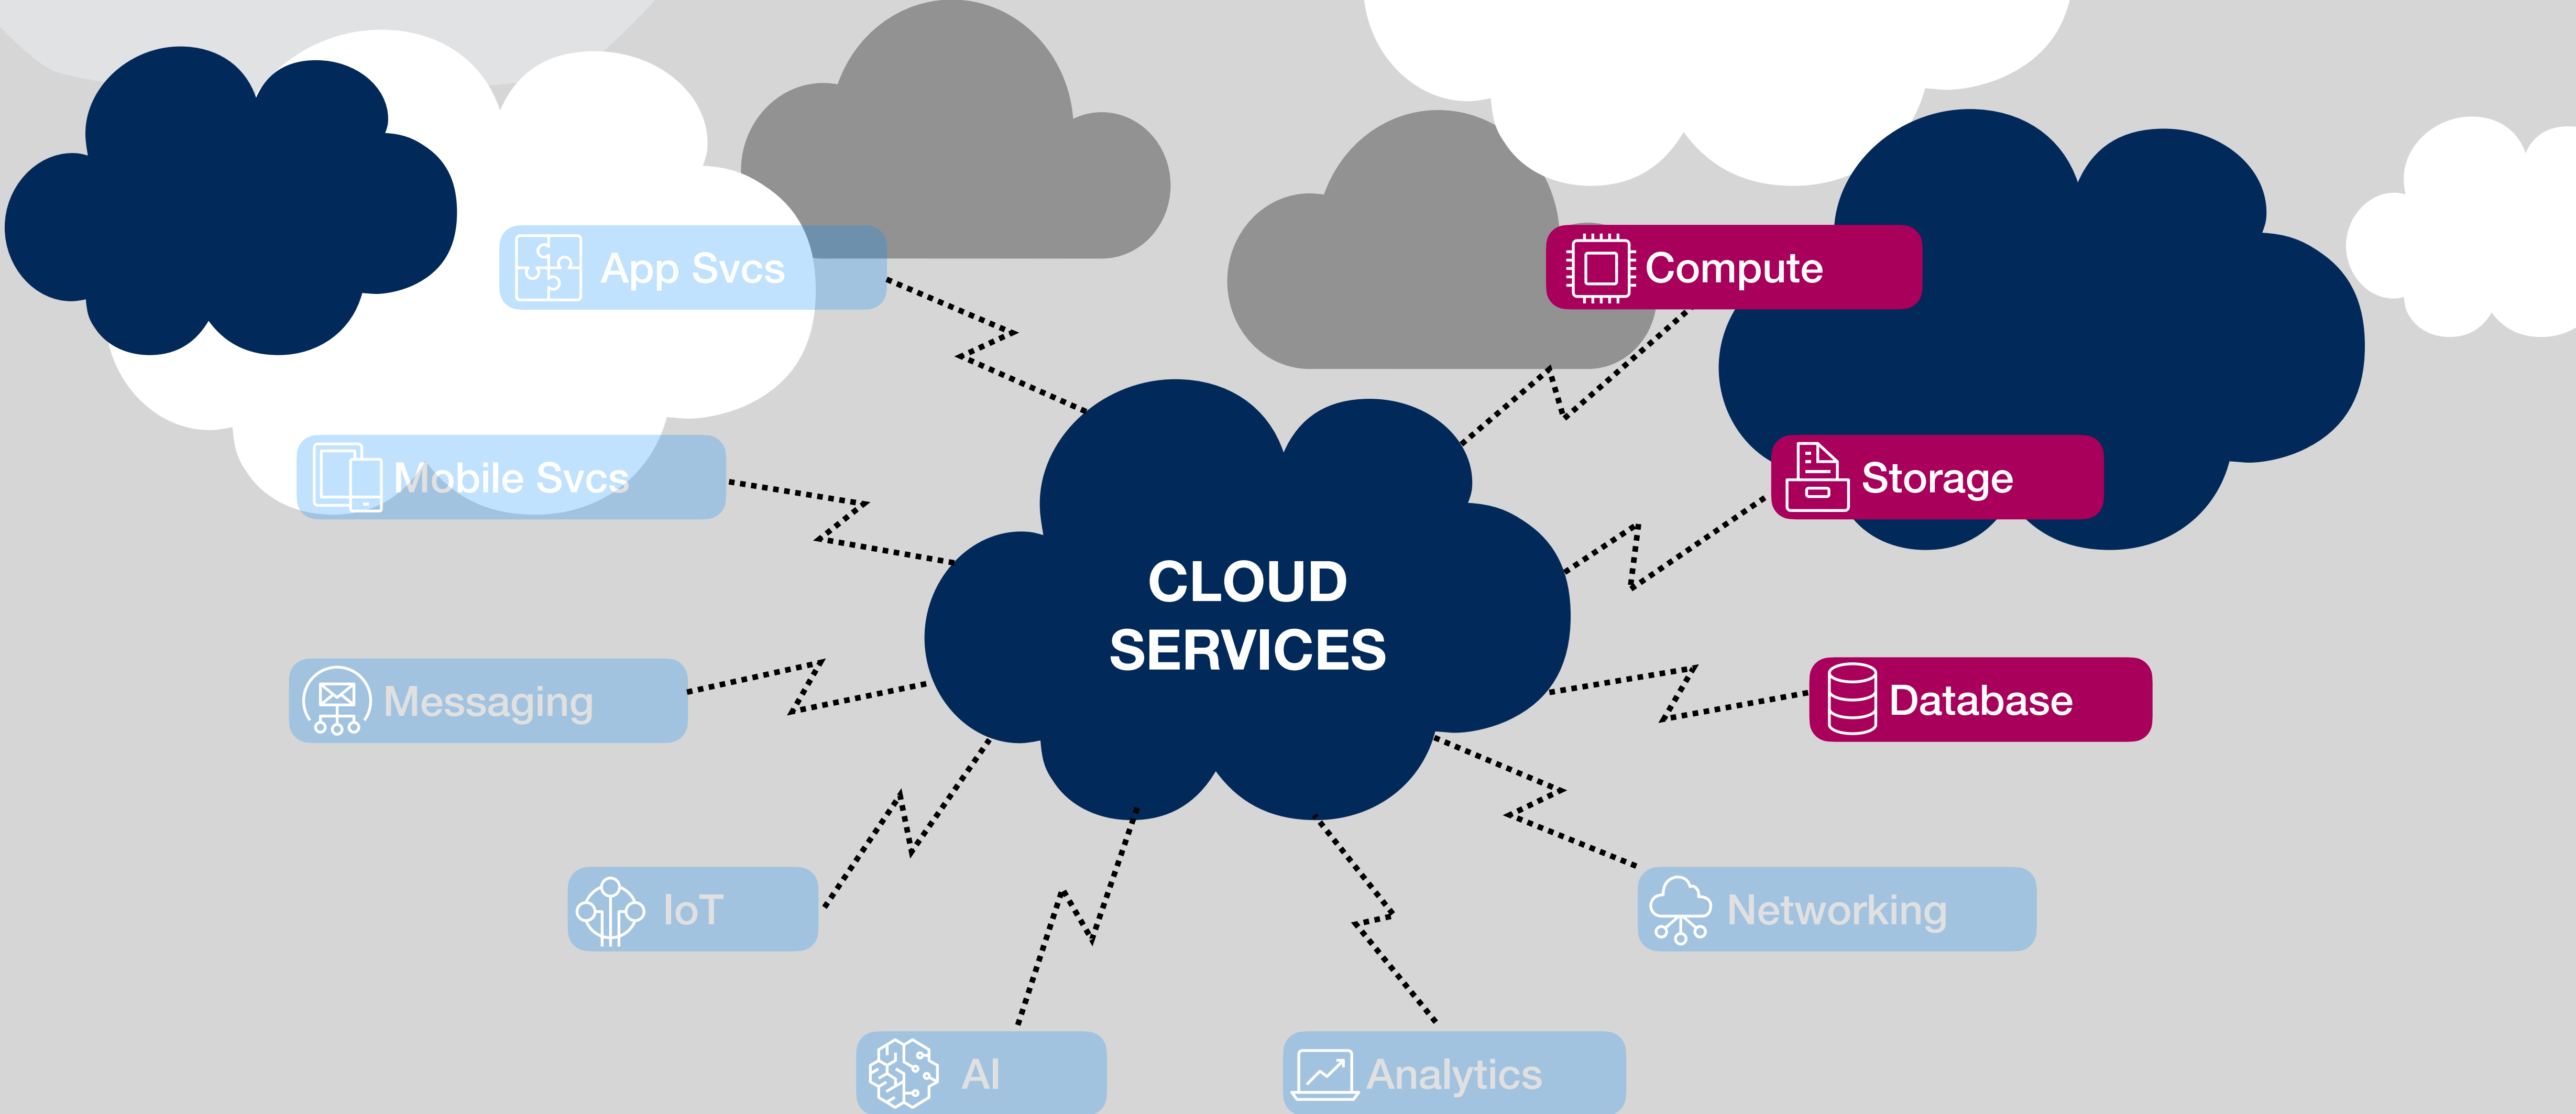 App Svcs
Compute
Mobile Svcs
Storage
CLOUD
SERVICES
Messaging
Database
IoT
Networking
AI
Analytics